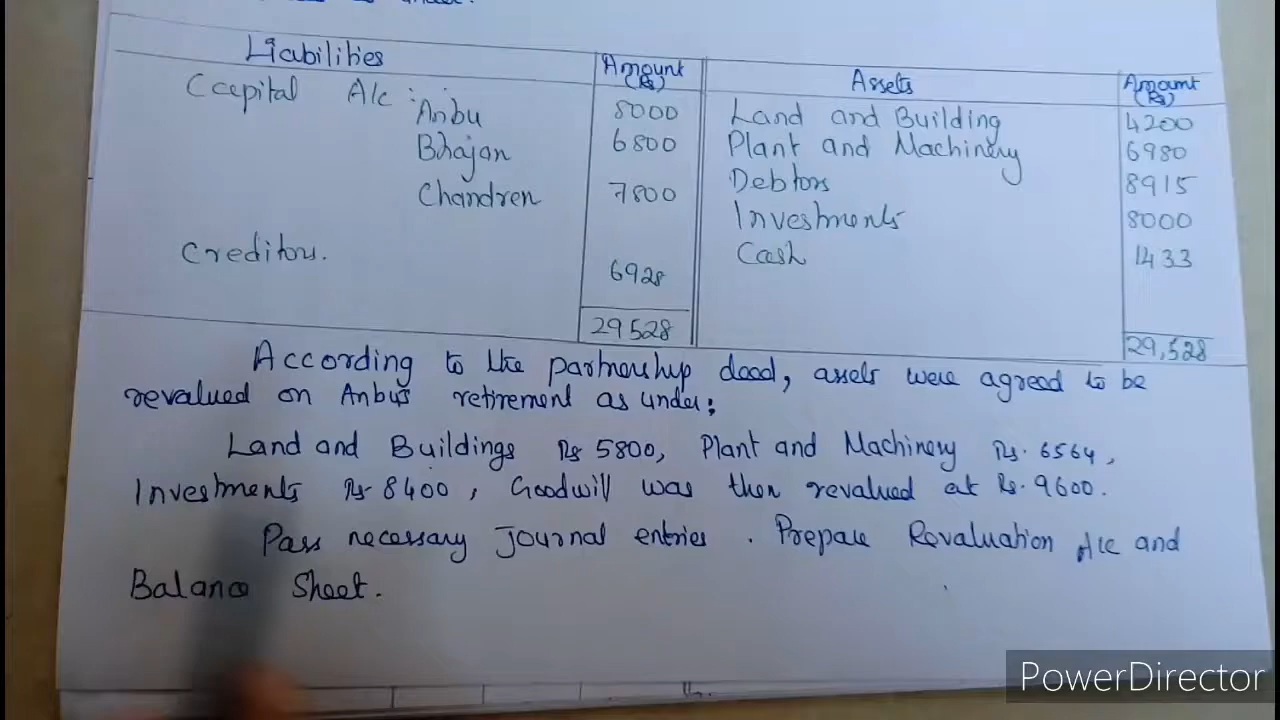 Liabilities Amount (Rs) Assets Amount (Rs)
Capital A/c :
Anbu 8000 Land and Building 4200
Bhajan 6800 Plant and Machinery 6980
Chandren 7800 Debtors 8915
Investments 8000
Creditors. 6928 Cash 1433
29528 29,528
According to the partnership deed, assets were agreed to be
revalued on Anbu's retirement as under;
Land and Buildings Rs 5800, Plant and Machinery Rs. 6564,
Investments Rs 8400, Goodwill was then revalued at Rs. 9600.
Pass necessary Journal entries . Prepare Revaluation A/c and
Balance Sheet.
PowerDirector